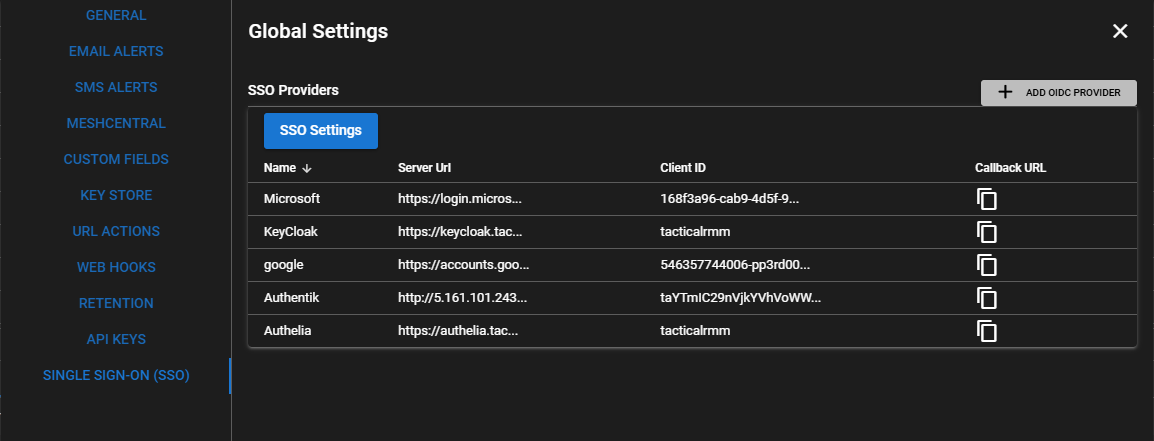 GENERAL
EMAIL ALERTS
SMS ALERTS
MESHCENTRAL
CUSTOM FIELDS
KEY STORE
URL ACTIONS
WEB HOOKS
RETENTION
API KEYS
SINGLE SIGN-ON (SSO)
Global Settings
SSO Providers
ADD OIDC PROVIDER
SSO Settings
Name Server Url Client ID Callback URL
Microsoft https://login.micros... 168f3a96-cab9-4d5f-9...
KeyCloak https://keycloak.tac... tacticalrmm
google https://accounts.goo... 546357744006-pp3rd00...
Authentik http://5.161.101.243... taYTmIC29nVjkYVhVoWW...
Authelia https://authelia.tac... tacticalrmm